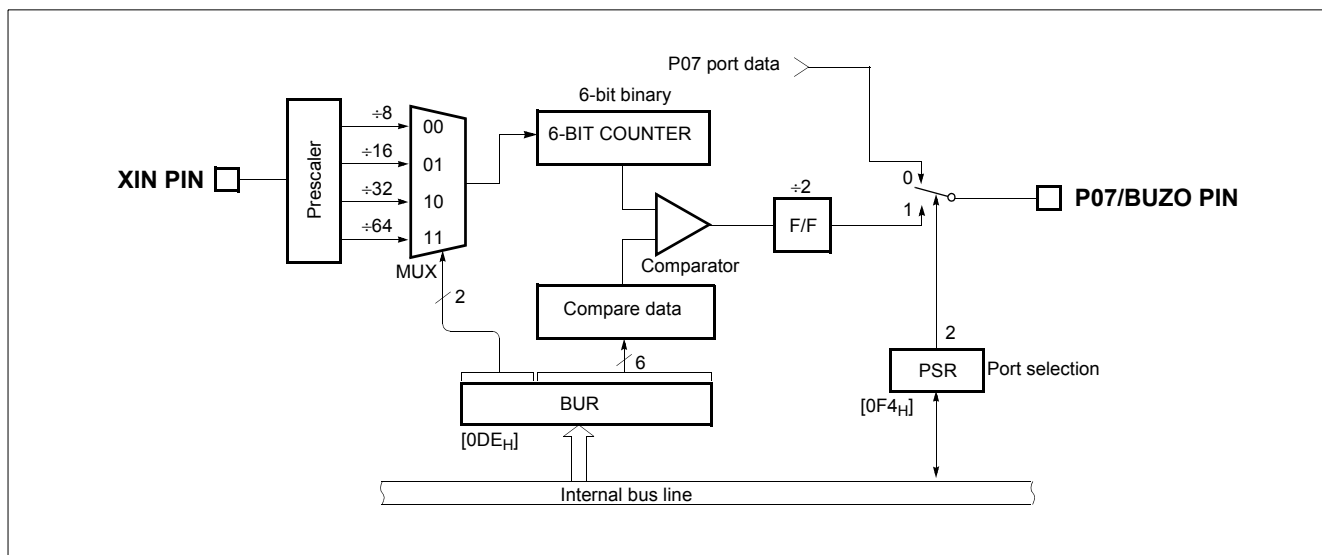 P07 port data
6-bit binary
6-BIT COUNTER
XIN PIN
Prescaler
÷8
÷16
÷32
÷64
00
01
10
11
MUX
2
Comparator
÷2
F/F
0
1
P07/BUZO PIN
Compare data
6
BUR
[0DEH]
2
PSR
Port selection
[0F4H]
Internal bus line